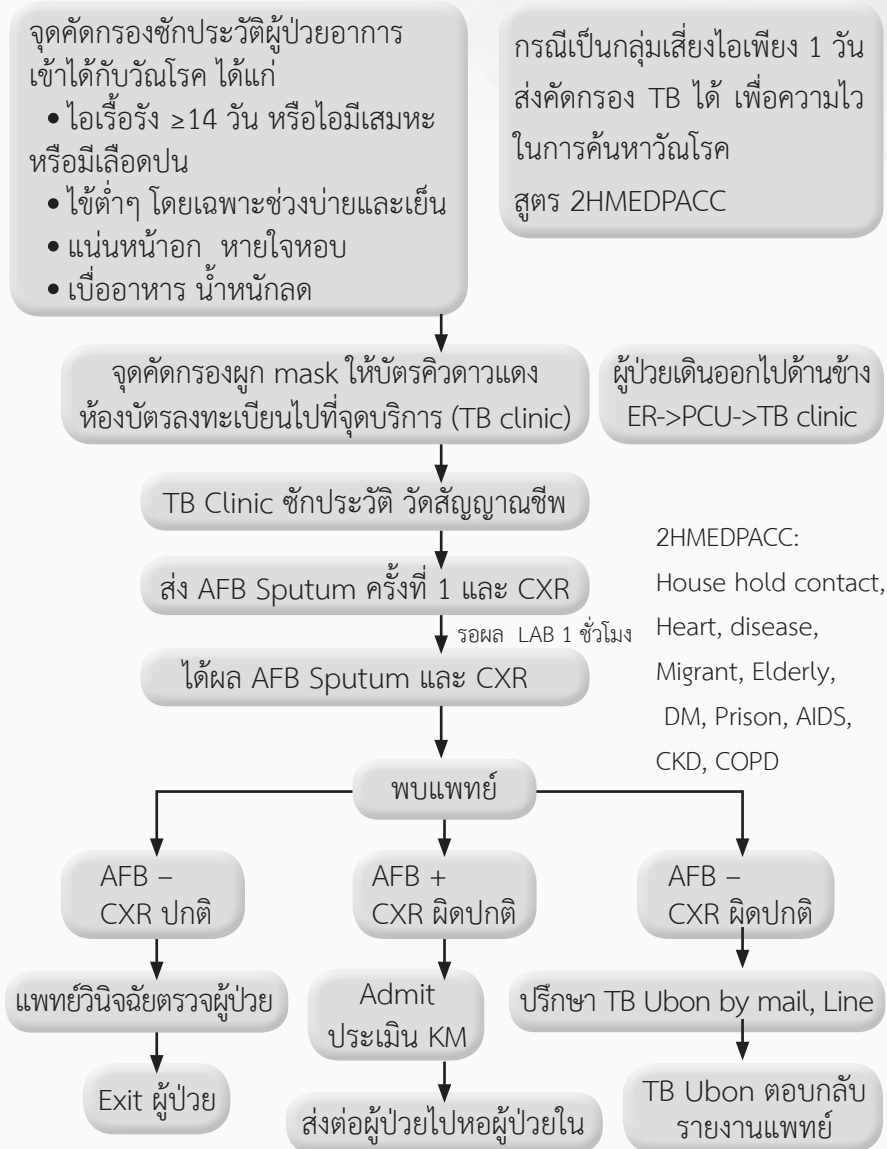 จุดคัดกรองซักประวัติผู้ป่วยอาการ
เข้าได้กับวัณโรค ได้แก่
• ไอเรื้อรัง ≥14 วัน หรือไอมีเสมหะ
หรือมีเลือดปน
• ไข้ต่ำๆ โดยเฉพาะช่วงบ่ายและเย็น
• แน่นหน้าอก หายใจหอบ
• เบื่ออาหาร น้ำหนักลด
กรณีเป็นกลุ่มเสี่ยงไอเพียง 1 วัน
ส่งคัดกรอง TB ได้ เพื่อความไว
ในการค้นหาวัณโรค
สูตร 2HMEDPACC
จุดคัดกรองผูก mask ให้บัตรคิวดาวแดง
ห้องบัตรลงทะเบียนไปที่จุดบริการ (TB clinic)
ผู้ป่วยเดินออกไปด้านข้าง
ER->PCU->TB clinic
TB Clinic ซักประวัติ วัดสัญญาณชีพ
ส่ง AFB Sputum ครั้งที่ 1 และ CXR
รอผล LAB 1 ชั่วโมง
ได้ผล AFB Sputum และ CXR
2HMEDPACC:
House hold contact,
Heart, disease,
Migrant, Elderly,
DM, Prison, AIDS,
CKD, COPD
พบแพทย์
AFB –
CXR ปกติ
AFB +
CXR ผิดปกติ
AFB –
CXR ผิดปกติ
แพทย์วินิจฉัยตรวจผู้ป่วย
Admit
ประเมิน KM
ปรึกษา TB Ubon by mail, Line
Exit ผู้ป่วย
ส่งต่อผู้ป่วยไปหอผู้ป่วยใน
TB Ubon ตอบกลับ
รายงานแพทย์